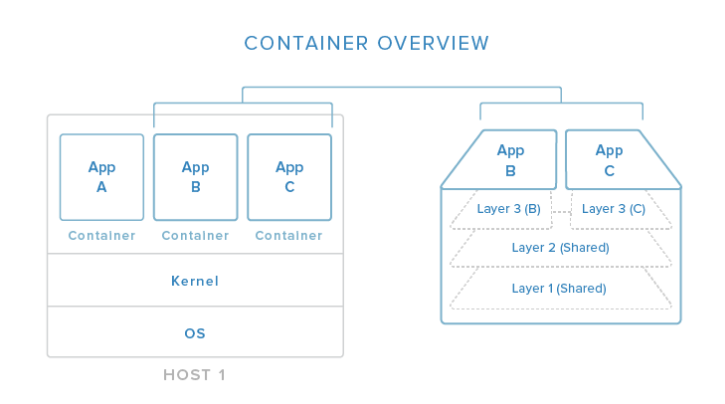 CONTAINER OVERVIEW
App
A
App
B
App
C
Container
Container
Container
Kernel
OS
HOST 1
App
B
App
C
Layer 3 (B)
Layer 3 (C)
Layer 2 (Shared)
Layer 1 (Shared)